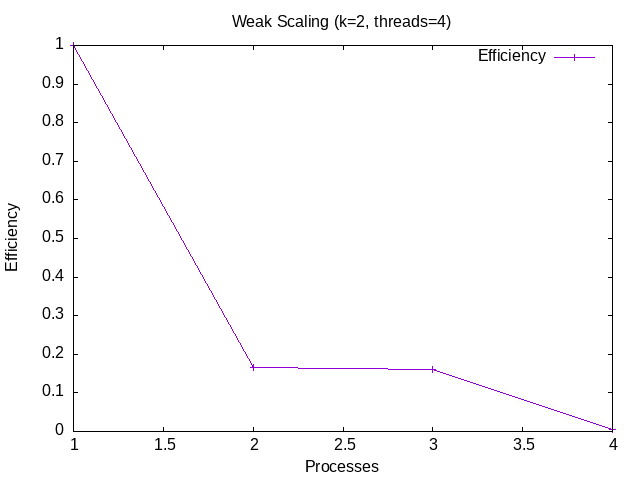 Weak Scaling (k=2, threads=4)
Efficiency
1
0.9
0.8
0.7
0.6
0.5
0.4
0.3
0.2
0.1
0
Efficiency
1 1.5 2 2.5 3 3.5 4
Processes